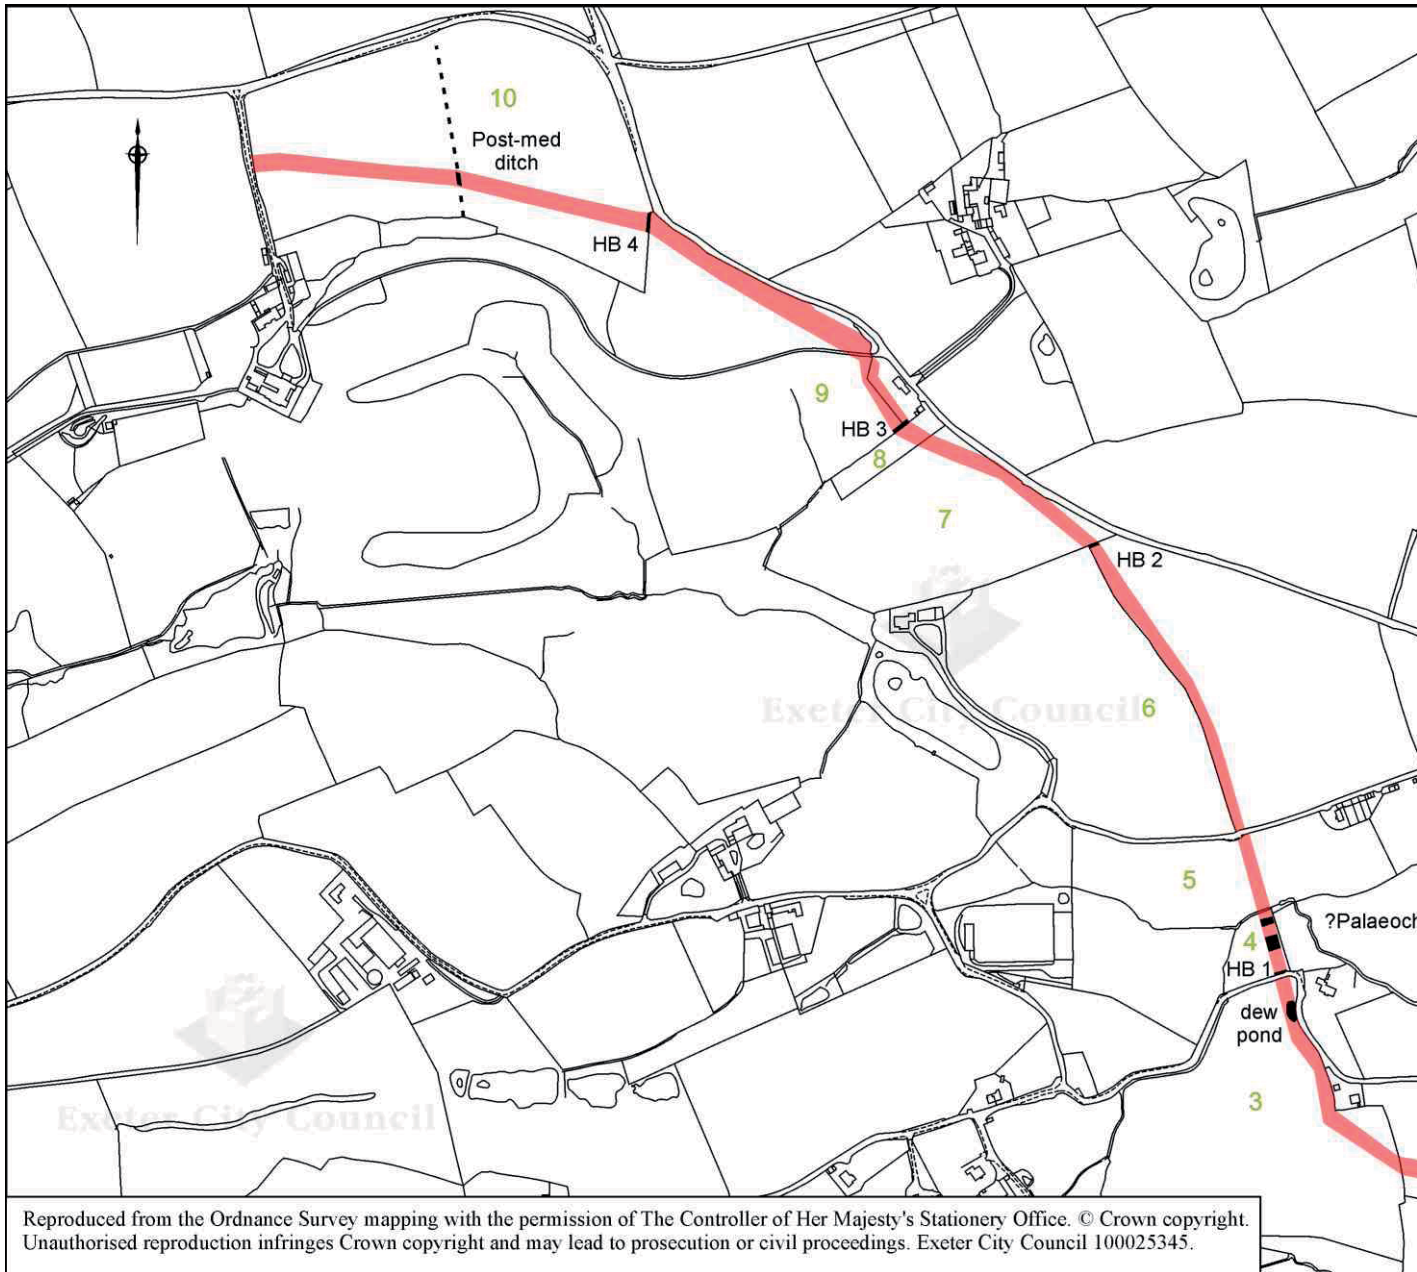 10
Post-med
ditch
HB 4
9
HB 3
8
7
HB 2
Exeter City Council
6
5
?Palaeoch
4
HB 1
dew
pond
3
Exeter City Council
Reproduced from the Ordnance Survey mapping with the permission of The Controller of Her Majesty's Stationery Office. © Crown copyright.
Unauthorised reproduction infringes Crown copyright and may lead to prosecution or civil proceedings. Exeter City Council 100025345.